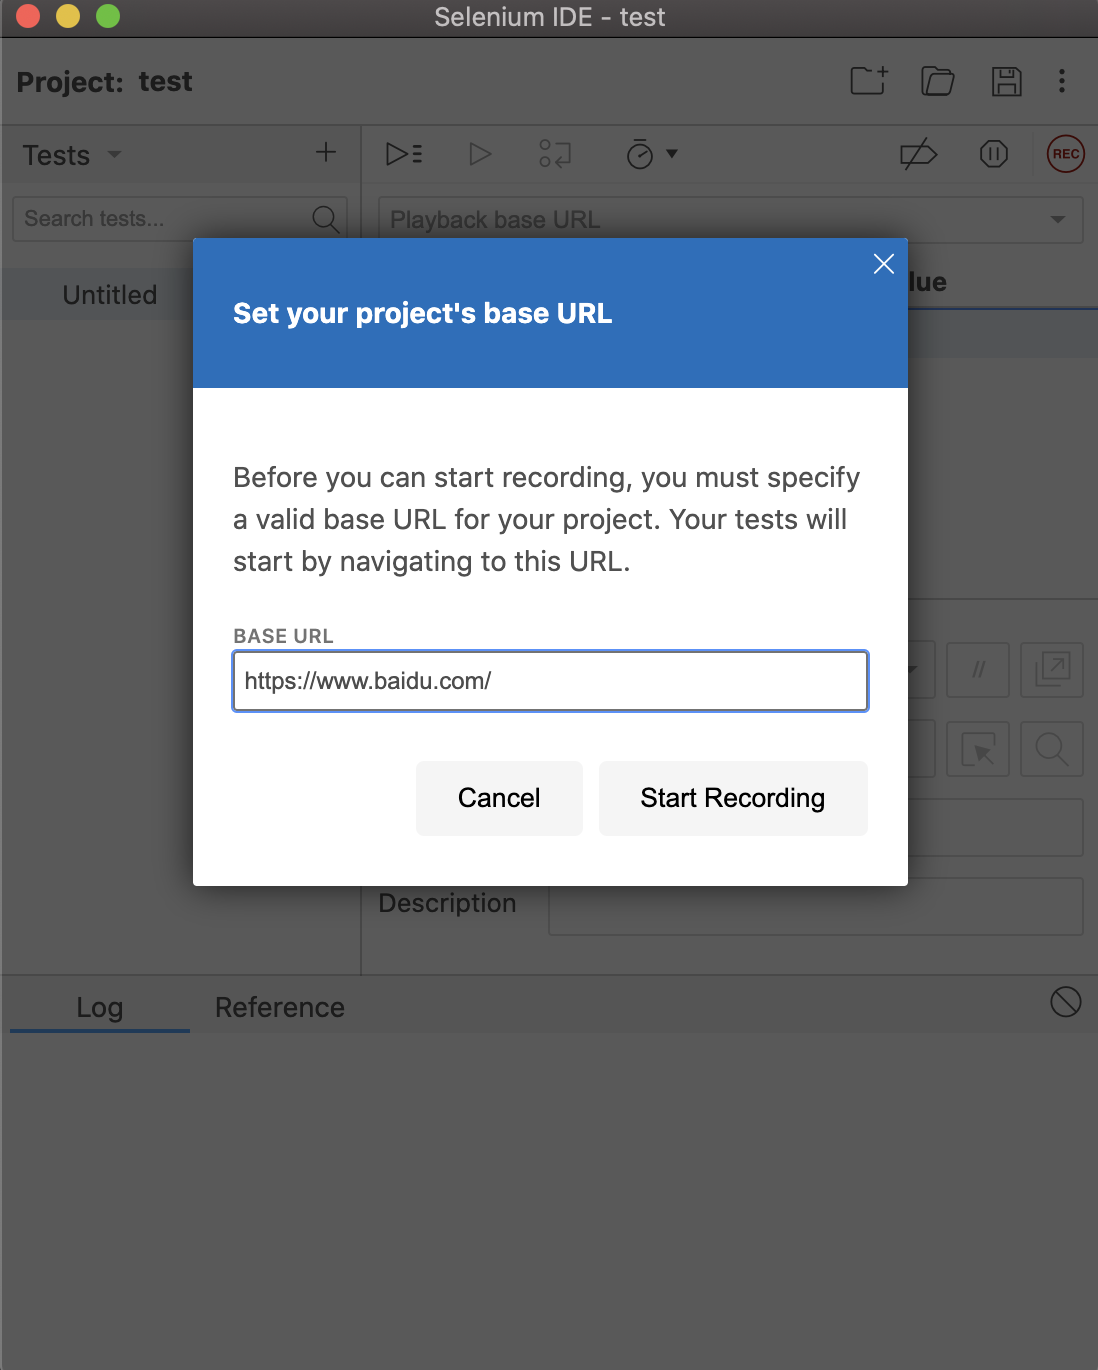 Selenium IDE - test
Project: test
Tests
REC
Search tests...
Playback base URL
Untitled
lue
Set your project's base URL
Before you can start recording, you must specify
a valid base URL for your project. Your tests will
start by navigating to this URL.
BASE URL
https://www.baidu.com/
//
Cancel
Start Recording
Description
Log
Reference